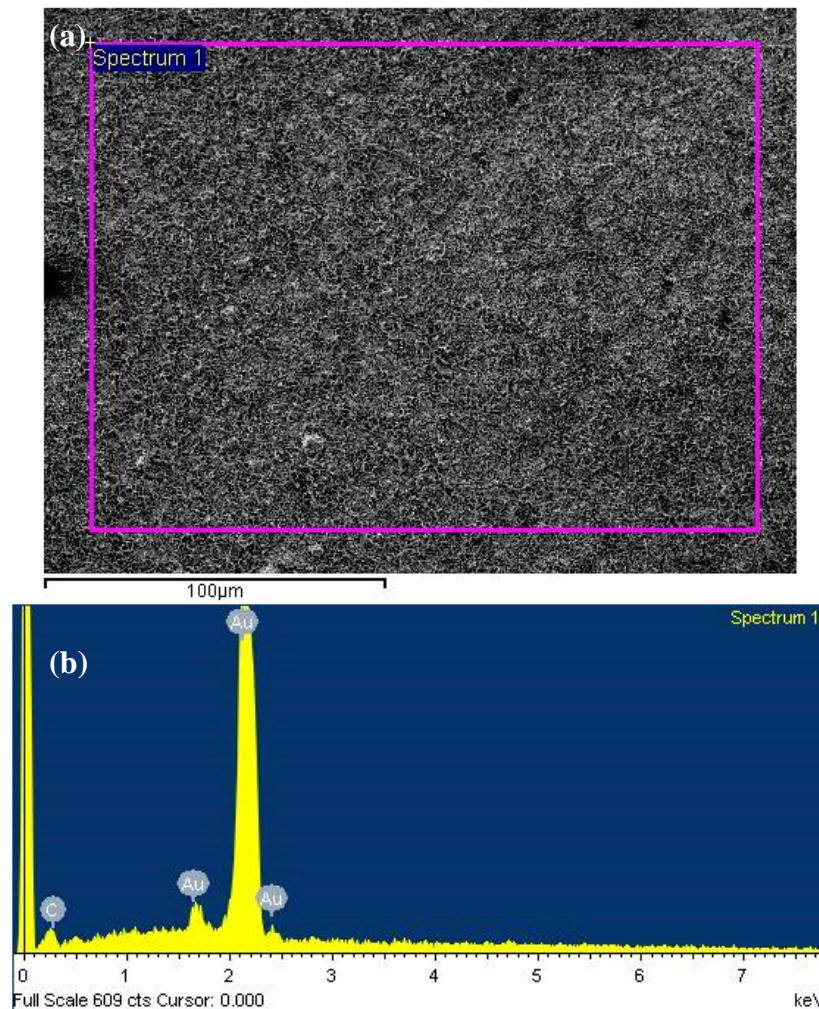 (a)
Spectrum 1
100µm
Spectrum 1
Au
(b)
Au
Au
C
0 1 2 3 4 5 6 7
Full Scale 609 cts Cursor: 0.000 keV